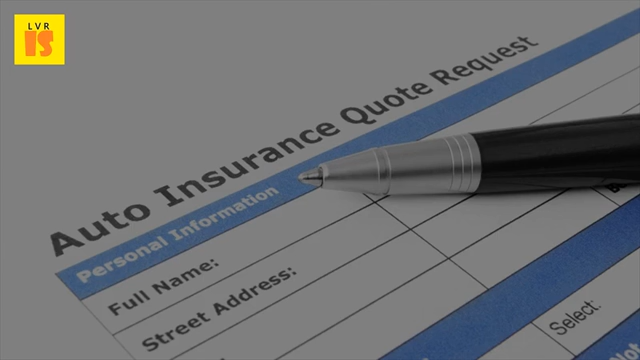 LVR
IS
Auto Insurance Quote Request
Personal Information
Full Name:
Street Address:
Select: